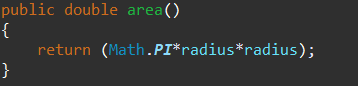 public double area()
{
    return (Math.PI*radius*radius);
}